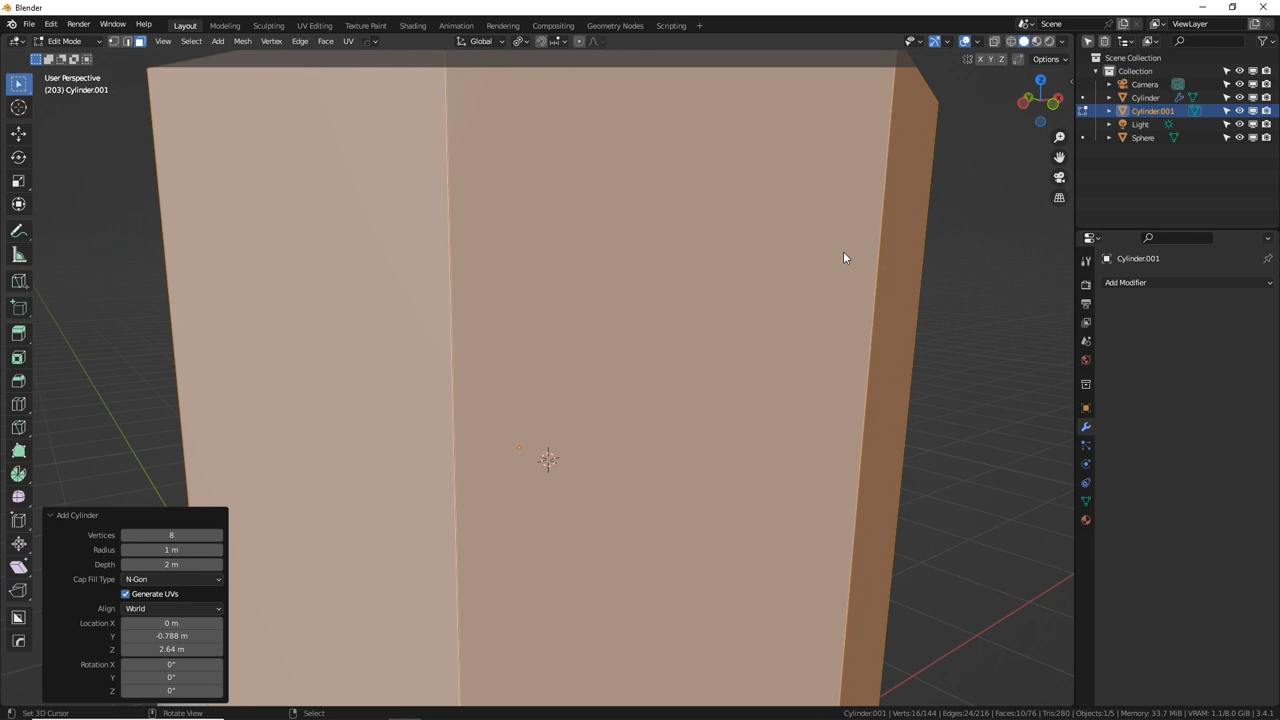 Blender
File Edit Render Window Help Layout Modeling Sculpting UV Editing Texture Paint Shading Animation Rendering Compositing Geometry Nodes Scripting + Scene ViewLayer
Edit Mode View Select Add Mesh Vertex Edge Face UV Global
X Y Z Options
User Perspective
(203) Cylinder.001
Scene Collection
Collection
Camera
Cylinder
Cylinder.001
Light
Sphere
Cylinder.001
Add Modifier
Add Cylinder
Vertices 8
Radius 1 m
Depth 2 m
Cap Fill Type N-Gon
Generate UVs
Align World
Location X 0 m
Y -0.788 m
Z 2.64 m
Rotation X 0°
Y 0°
Z 0°
Set 3D Cursor Rotate View Select Cylinder.001 | Verts:16/144 | Edges:24/216 | Faces:10/76 | Tris:280 | Objects:1/5 | Memory: 33.7 MiB | VRAM: 1.1/8.0 GiB | 3.4.1